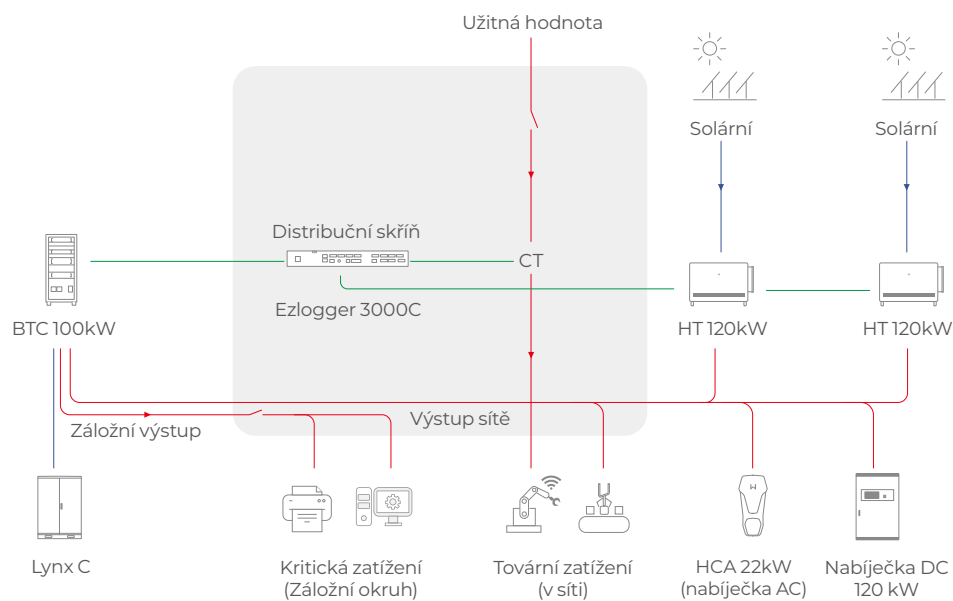 Užitná hodnota
Solární
Solární
Distribuční skříň
CT
Ezlogger 3000C
BTC 100kW
HT 120kW
HT 120kW
Výstup sítě
Záložní výstup
Lynx C
Kritická zatížení
(Záložní okruh)
Tovární zatížení
(v síti)
HCA 22kW
(nabíječka AC)
Nabíječka DC
120 kW